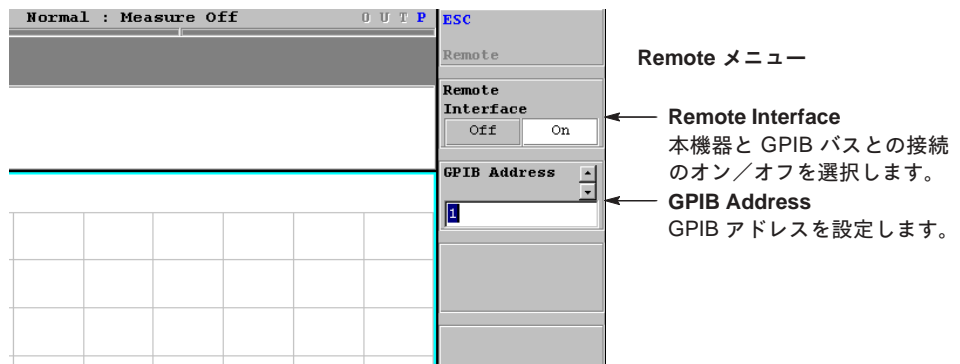 Normal : Measure Off
O U T P
ESC
Remote
Remote
Interface
Off
On
GPIB Address
1
Remote メニュー
Remote Interface
本機器と GPIB バスとの接続
のオン／オフを選択します。
GPIB Address
GPIB アドレスを設定します。